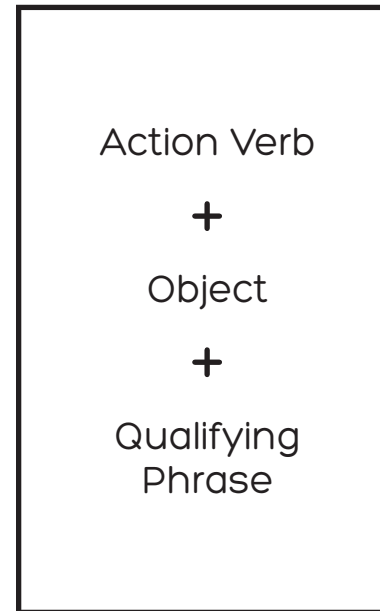 Action Verb
+
Object
+
Qualifying
Phrase